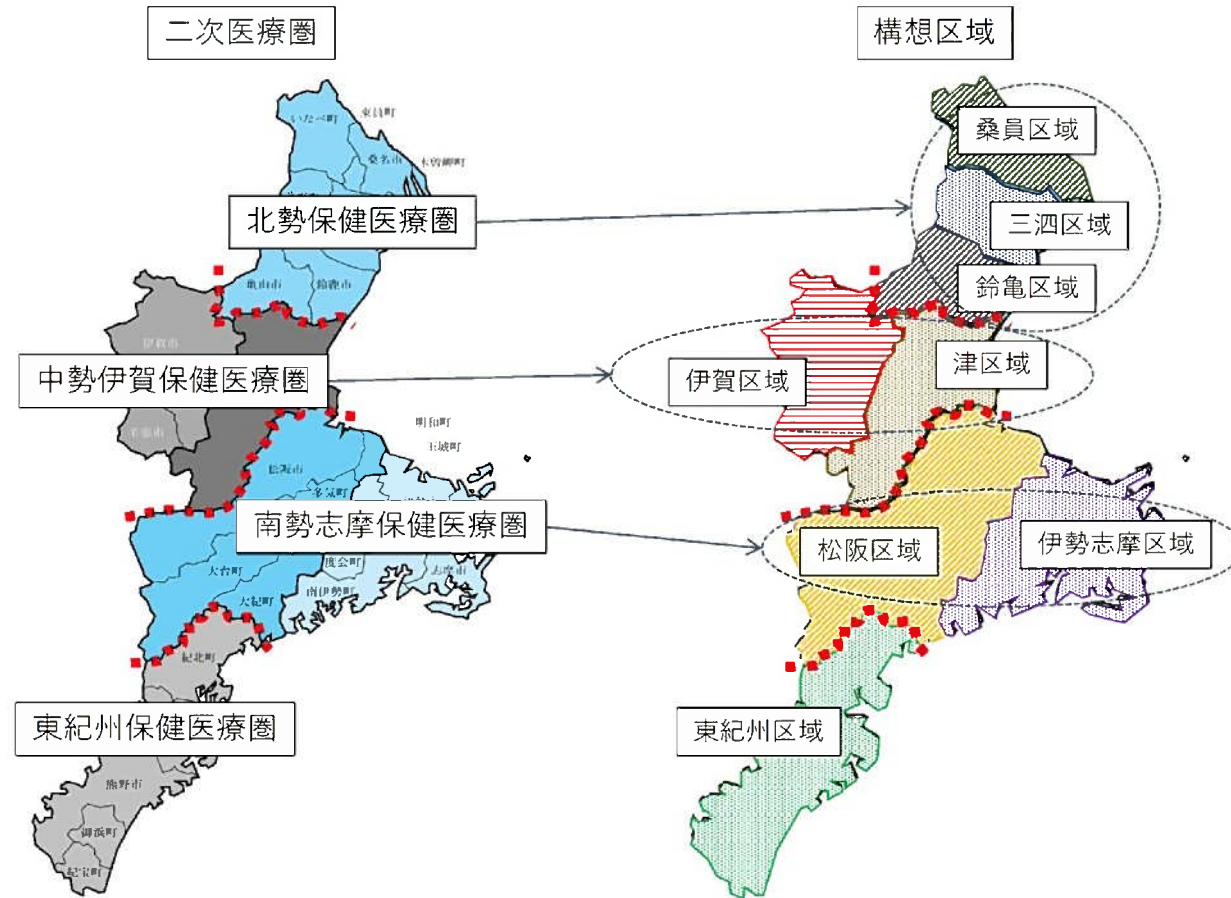 二次医療圏
構想区域
いなべ町
東員町
桑名市
木曽岬町
北勢保健医療圏
亀山市
鈴鹿市
伊賀市
中勢伊賀保健医療圏
名張市
明和町
玉城町
松阪市
多気町
南勢志摩保健医療圏
大台町
度会町
志摩市
大紀町
南伊勢町
紀北町
東紀州保健医療圏
熊野市
御浜町
紀宝町
桑員区域
三泗区域
鈴亀区域
津区域
伊賀区域
松阪区域
伊勢志摩区域
東紀州区域